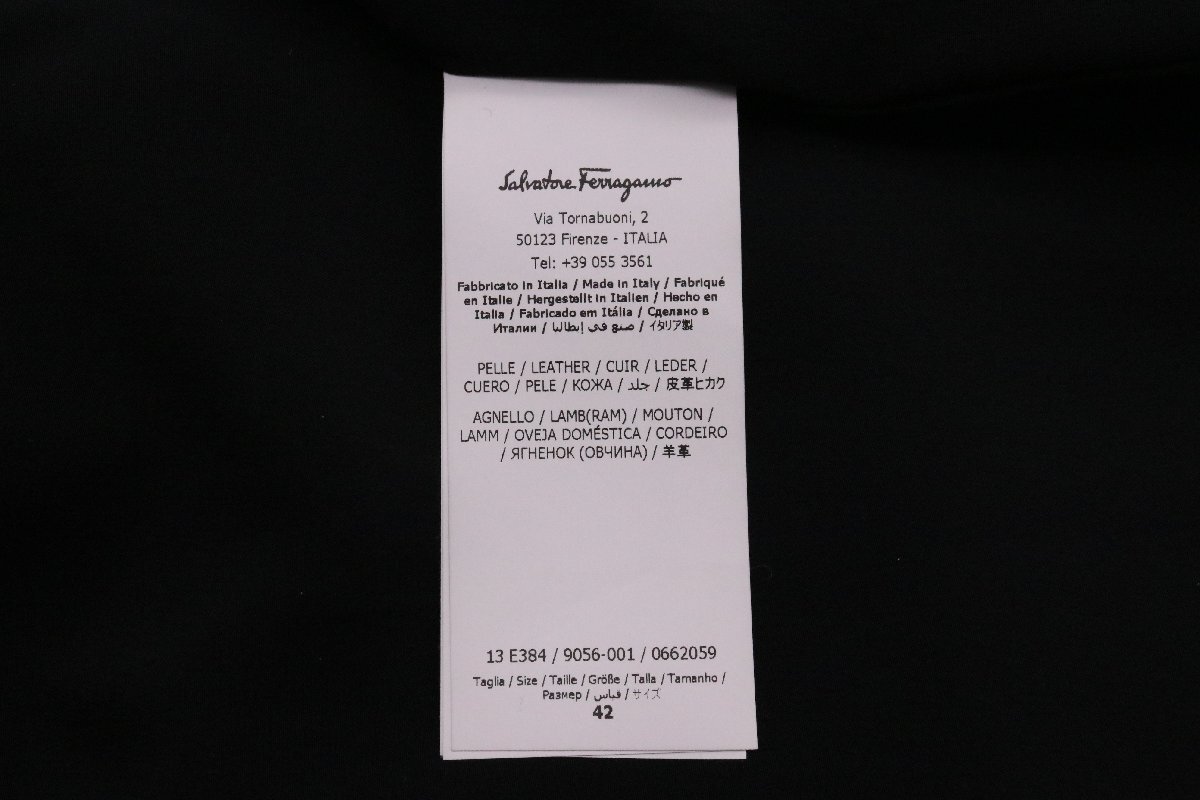 Salvatore Ferragamo
Via Tornabuoni, 2
50123 Firenze - ITALIA
Tel: +39 055 3561
Fabbricato in Italia / Made in Italy / Fabriqué
en Italie / Hergestellt in Italien / Hecho en
Italia / Fabricado em Itália / Сделано в
Италии / صنع في إيطاليا / イタリア製
PELLE / LEATHER / CUIR / LEDER /
CUERO / PELE / КОЖА / جلد / 皮革ヒカク
AGNELLO / LAMB(RAM) / MOUTON /
LAMM / OVEJA DOMÉSTICA / CORDEIRO
/ ЯГНЕНОК (ОВЧИНА) / 羊革
13 E384 / 9056-001 / 0662059
Taglia / Size / Taille / Größe / Talla / Tamanho /
Размер / قياس / サイズ
42